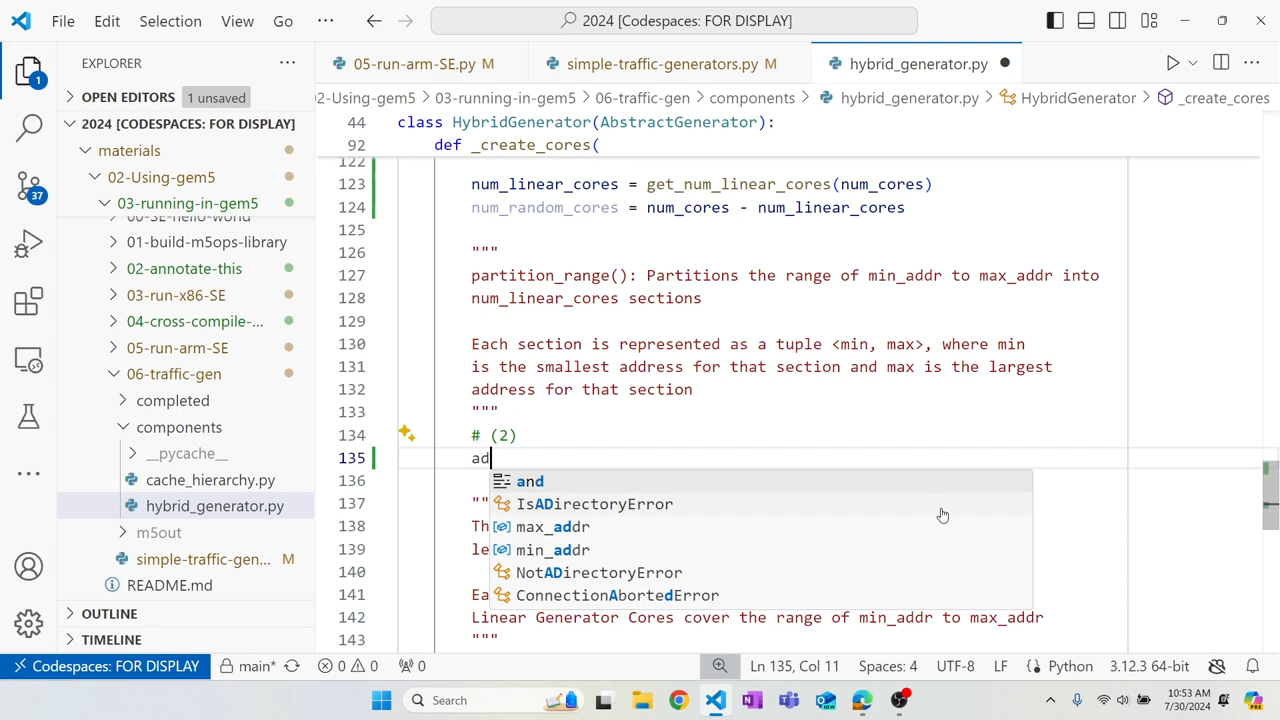 File Edit Selection View Go ··· 2024 [Codespaces: FOR DISPLAY]
EXPLORER
OPEN EDITORS 1 unsaved
2024 [CODESPACES: FOR DISPLAY]
materials
02-Using-gem5
03-running-in-gem5
00-SE-hello-world
01-build-m5ops-library
02-annotate-this
03-run-x86-SE
04-cross-compile-...
05-run-arm-SE
06-traffic-gen
completed
components
__pycache__
cache_hierarchy.py
hybrid_generator.py
m5out
simple-traffic-gen... M
README.md
OUTLINE
TIMELINE
1
37
05-run-arm-SE.py M simple-traffic-generators.py M hybrid_generator.py
02-Using-gem5 > 03-running-in-gem5 > 06-traffic-gen > components > hybrid_generator.py > HybridGenerator > _create_cores
44 class HybridGenerator(AbstractGenerator):
92 def _create_cores(
122
123 num_linear_cores = get_num_linear_cores(num_cores)
124 num_random_cores = num_cores - num_linear_cores
125
126 """
127 partition_range(): Partitions the range of min_addr to max_addr into
128 num_linear_cores sections
129
130 Each section is represented as a tuple <min, max>, where min
131 is the smallest address for that section and max is the largest
132 address for that section
133 """
134 # (2)
135 ad
136
137 ""
138 Th
139 le
140
141 Ea
142 Linear Generator Cores cover the range of min_addr to max_addr
143 """
and
IsADirectoryError
max_addr
min_addr
NotADirectoryError
ConnectionAbortedError
Codespaces: FOR DISPLAY main* 0 0 0 Ln 135, Col 11 Spaces: 4 UTF-8 LF Python 3.12.3 64-bit
Search
10:53 AM
7/30/2024